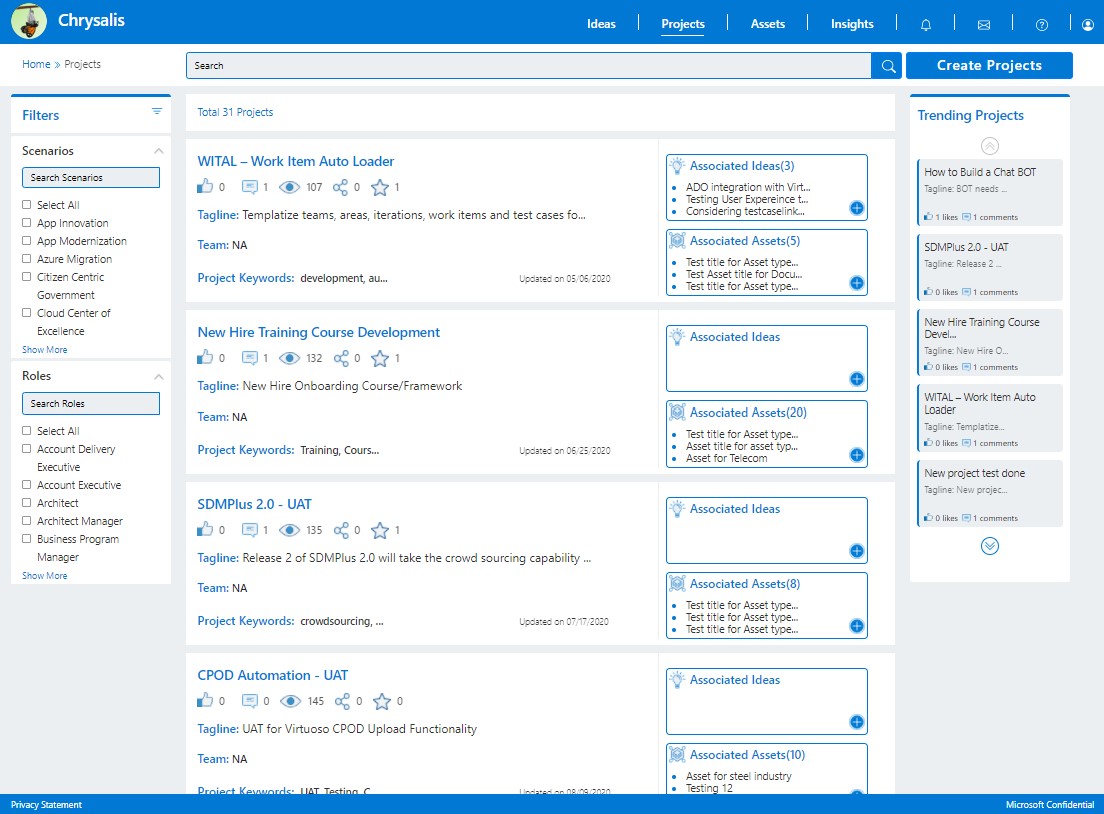 Chrysalis
Ideas
Projects
Assets
Insights
Home » Projects
Search
Create Projects
Filters
Scenarios
Search Scenarios
Select All
App Innovation
App Modernization
Azure Migration
Citizen Centric
Government
Cloud Center of
Excellence
Show More
Roles
Search Roles
Select All
Account Delivery
Executive
Account Executive
Architect
Architect Manager
Business Program
Manager
Show More
Total 31 Projects
WITAL – Work Item Auto Loader
0 1 107 0 1
Tagline: Templatize teams, areas, iterations, work items and test cases fo...
Team: NA
Project Keywords: development, au...
Updated on 05/06/2020
Associated Ideas(3)
ADO integration with Virt...
Testing User Expereince t...
Considering testcaselink...
Associated Assets(5)
Test title for Asset type...
Test Asset title for Docu...
Test title for Asset type...
New Hire Training Course Development
0 1 132 0 1
Tagline: New Hire Onboarding Course/Framework
Team: NA
Project Keywords: Training, Cours...
Updated on 06/25/2020
Associated Ideas
Associated Assets(20)
Test title for Asset type...
Asset title for asset typ...
Asset for Telecom
SDMPlus 2.0 - UAT
0 1 135 0 1
Tagline: Release 2 of SDMPlus 2.0 will take the crowd sourcing capability ...
Team: NA
Project Keywords: crowdsourcing, ...
Updated on 07/17/2020
Associated Ideas
Associated Assets(8)
Test title for Asset type...
Test title for Asset type...
Test title for Asset type...
CPOD Automation - UAT
0 0 145 0 0
Tagline: UAT for Virtuoso CPOD Upload Functionality
Team: NA
Project Keywords: UAT, Testing, C...
Updated on 08/09/2020
Associated Ideas
Associated Assets(10)
Asset for steel industry
Testing 12
Trending Projects
How to Build a Chat BOT
Tagline: BOT needs ...
1 likes 1 comments
SDMPlus 2.0 - UAT
Tagline: Release 2 ...
0 likes 1 comments
New Hire Training Course
Devel...
Tagline: New Hire O...
0 likes 1 comments
WITAL – Work Item Auto
Loader
Tagline: Templatize...
0 likes 1 comments
New project test done
Tagline: New projec...
0 likes 1 comments
Privacy Statement
Microsoft Confidential